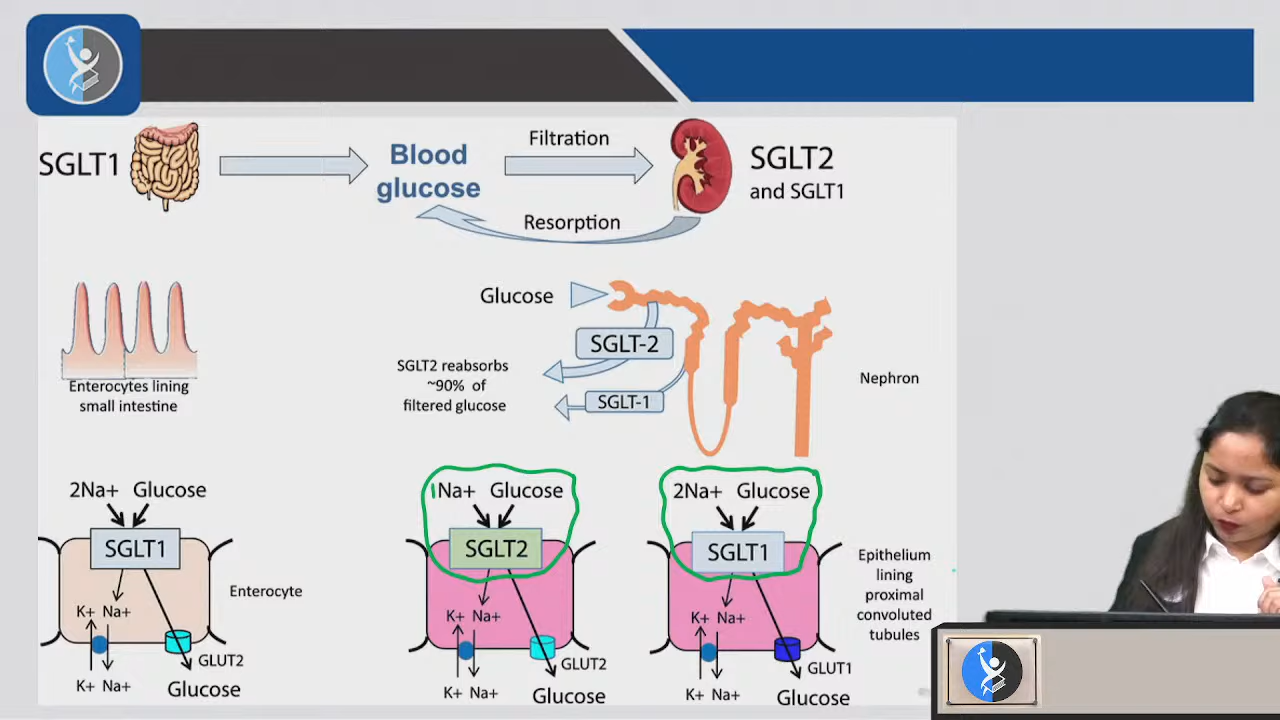 SGLT1
Blood
glucose
Filtration
Resorption
SGLT2
and SGLT1
Glucose
SGLT-2
SGLT2 reabsorbs
~90% of
filtered glucose
SGLT-1
Nephron
Enterocytes lining
small intestine
2Na+ Glucose
SGLT1
K+ Na+
GLUT2
K+ Na+
Glucose
Enterocyte
1Na+ Glucose
SGLT2
K+ Na+
GLUT2
K+ Na+
Glucose
2Na+ Glucose
SGLT1
K+ Na+
GLUT1
K+ Na+
Glucose
Epithelium
lining
proximal
convoluted
tubules